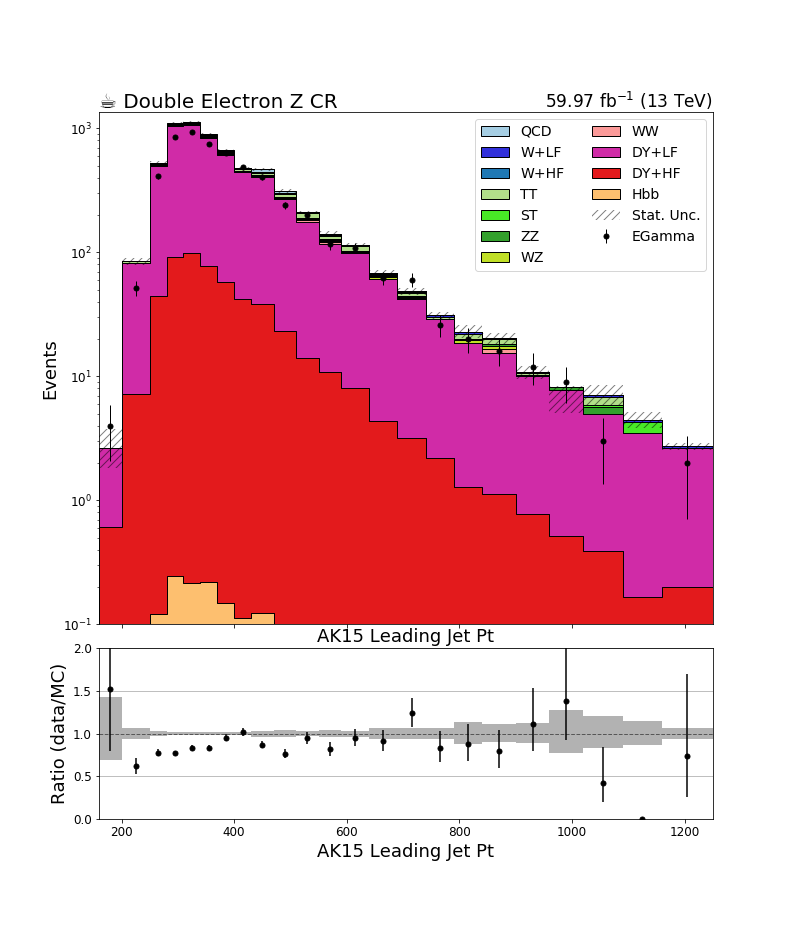 ☕ Double Electron Z CR
59.97 fb⁻¹ (13 TeV)
QCD
W+LF
W+HF
TT
ST
ZZ
WZ
WW
DY+LF
DY+HF
Hbb
Stat. Unc.
EGamma
Events
10³
10²
10¹
10⁰
10⁻¹
AK15 Leading Jet Pt
Ratio (data/MC)
2.0
1.5
1.0
0.5
0.0
200 400 600 800 1000 1200
AK15 Leading Jet Pt